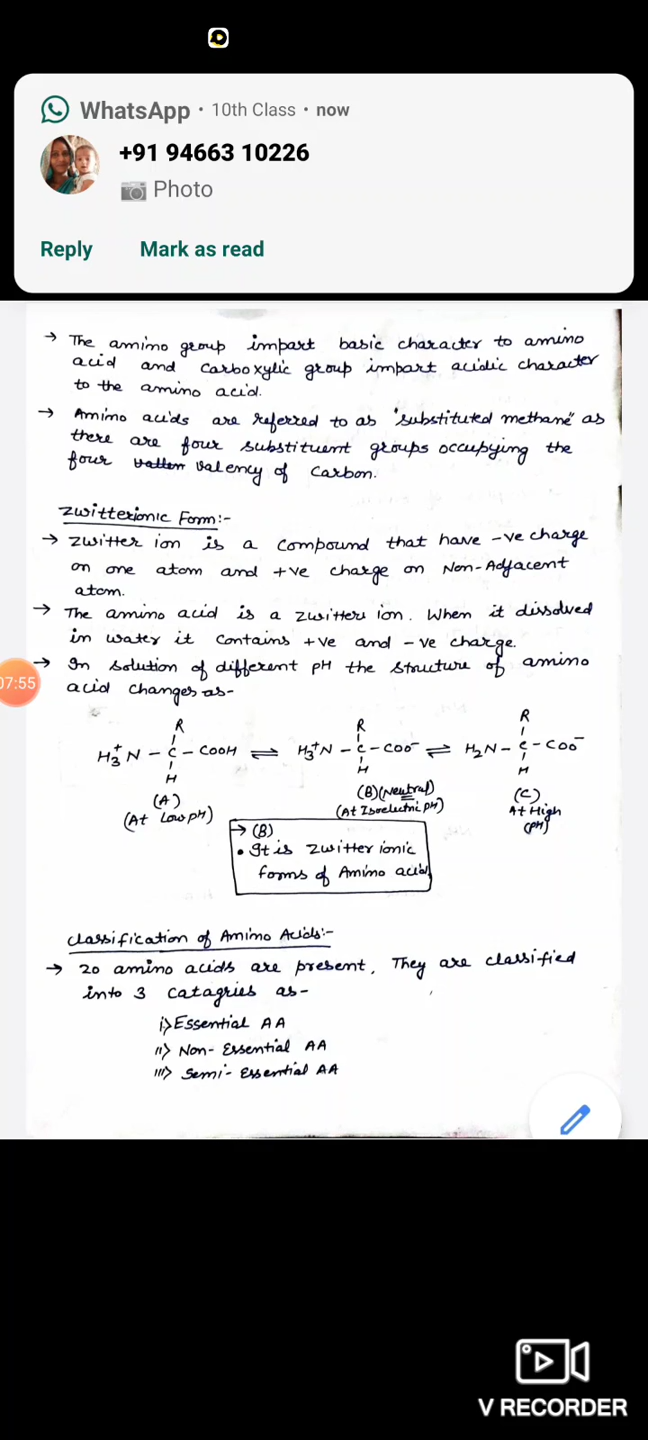 WhatsApp • 10th Class • now
+91 94663 10226
Photo
Reply Mark as read
→ The amino group impart basic character to amino
acid and carboxylic group impart acidic character
to the amino acid.
→ Amino acids are referred to as "substituted methane" as
there are four substituent groups occupying the
four valency of carbon.
Zwitterionic Form:-
→ Zwitter ion is a compound that have -ve charge
on one atom and +ve charge on Non-Adjacent
atom.
→ The amino acid is a zwitter ion. When it dissolved
in water it contains +ve and -ve charge.
→ In solution of different pH the structure of amino
07:55
acid changes as-
R R R
H₃⁺N - C - COOH ⇌ H₃⁺N - C - COO⁻ ⇌ H₂N - C - COO⁻
H H H
(A) (B) (Neutral) (C)
(At Low pH) (At Isoelectric pH) At High
(pH)
→ (B)
• It is zwitter ionic
forms of Amino acid
Classification of Amino Acids:-
→ 20 amino acids are present. They are classified
into 3 catagries as-
i> Essential AA
ii> Non-Essential AA
iii> Semi-Essential AA
V RECORDER